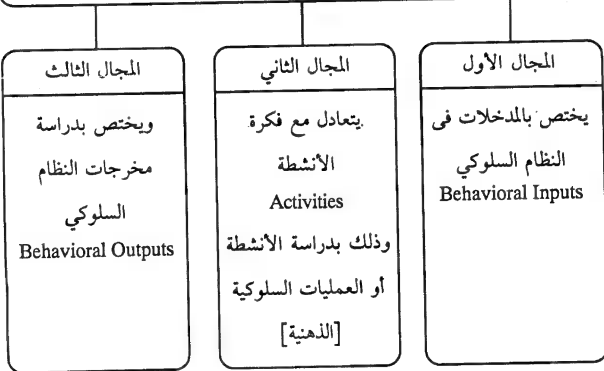 المجال الأول
يختص بالمدخلات فى
النظام السلوكي
Behavioral Inputs
المجال الثاني
يتعادل مع فكرة
الأنشطة
Activities
وذلك بدراسة الأنشطة
أو العمليات السلوكية
[الذهنية]
المجال الثالث
ويختص بدراسة
مخرجات النظام
السلوكي
Behavioral Outputs